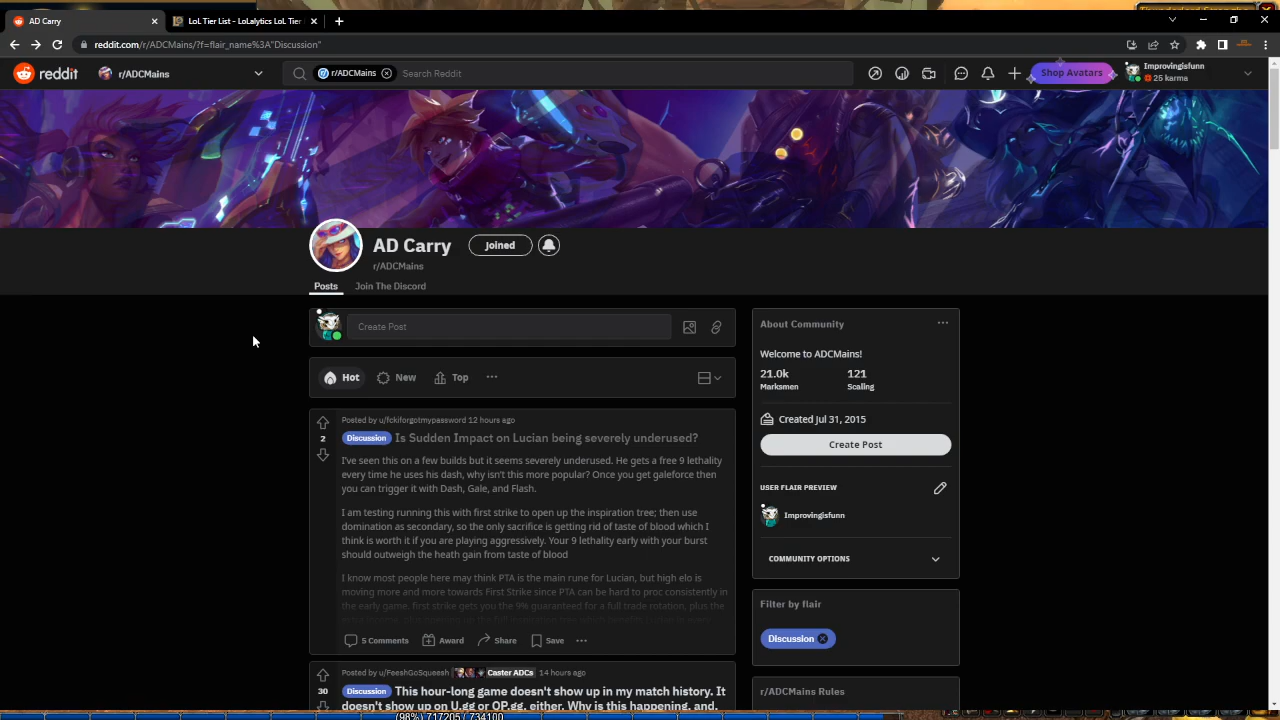 AD Carry
LoL Tier List - LoLalytics LoL Tier
reddit.com/r/ADCMains/?f=flair_name%3A"Discussion"
reddit
r/ADCMains
r/ADCMains
Search Reddit
Shop Avatars
Improvingisfunn
25 karma
AD Carry
Joined
r/ADCMains
Posts
Join The Discord
Create Post
Hot
New
Top
Posted by u/fckiforgotmypassword 12 hours ago
2
Discussion Is Sudden Impact on Lucian being severely underused?
I've seen this on a few builds but it seems severely underused. He gets a free 9 lethality
every time he uses his dash, why isn't this more popular? Once you get galeforce then
you can trigger it with Dash, Gale, and Flash.
I am testing running this with first strike to open up the inspiration tree; then use
domination as secondary, so the only sacrifice is getting rid of taste of blood which I
think is worth it if you are playing aggressively. Your 9 lethality early with your burst
should outweigh the heath gain from taste of blood
I know most people here may think PTA is the main rune for Lucian, but high elo is
moving more and more towards First Strike since PTA can be hard to proc consistently in
the early game. first strike gets you the 9% guaranteed for a full trade rotation, plus the
5 Comments
Award
Share
Save
Posted by u/FeeshGoSqueesh
Caster ADCs
14 hours ago
30
Discussion This hour-long game doesn't show up in my match history. It
doesn't show up on U.gg or OP.gg, either. Why is this happening, and,
About Community
Welcome to ADCMains!
21.0k
Marksmen
121
Scaling
Created Jul 31, 2015
Create Post
USER FLAIR PREVIEW
Improvingisfunn
COMMUNITY OPTIONS
Filter by flair
Discussion
r/ADCMains Rules
(98%) 717205 / 734100